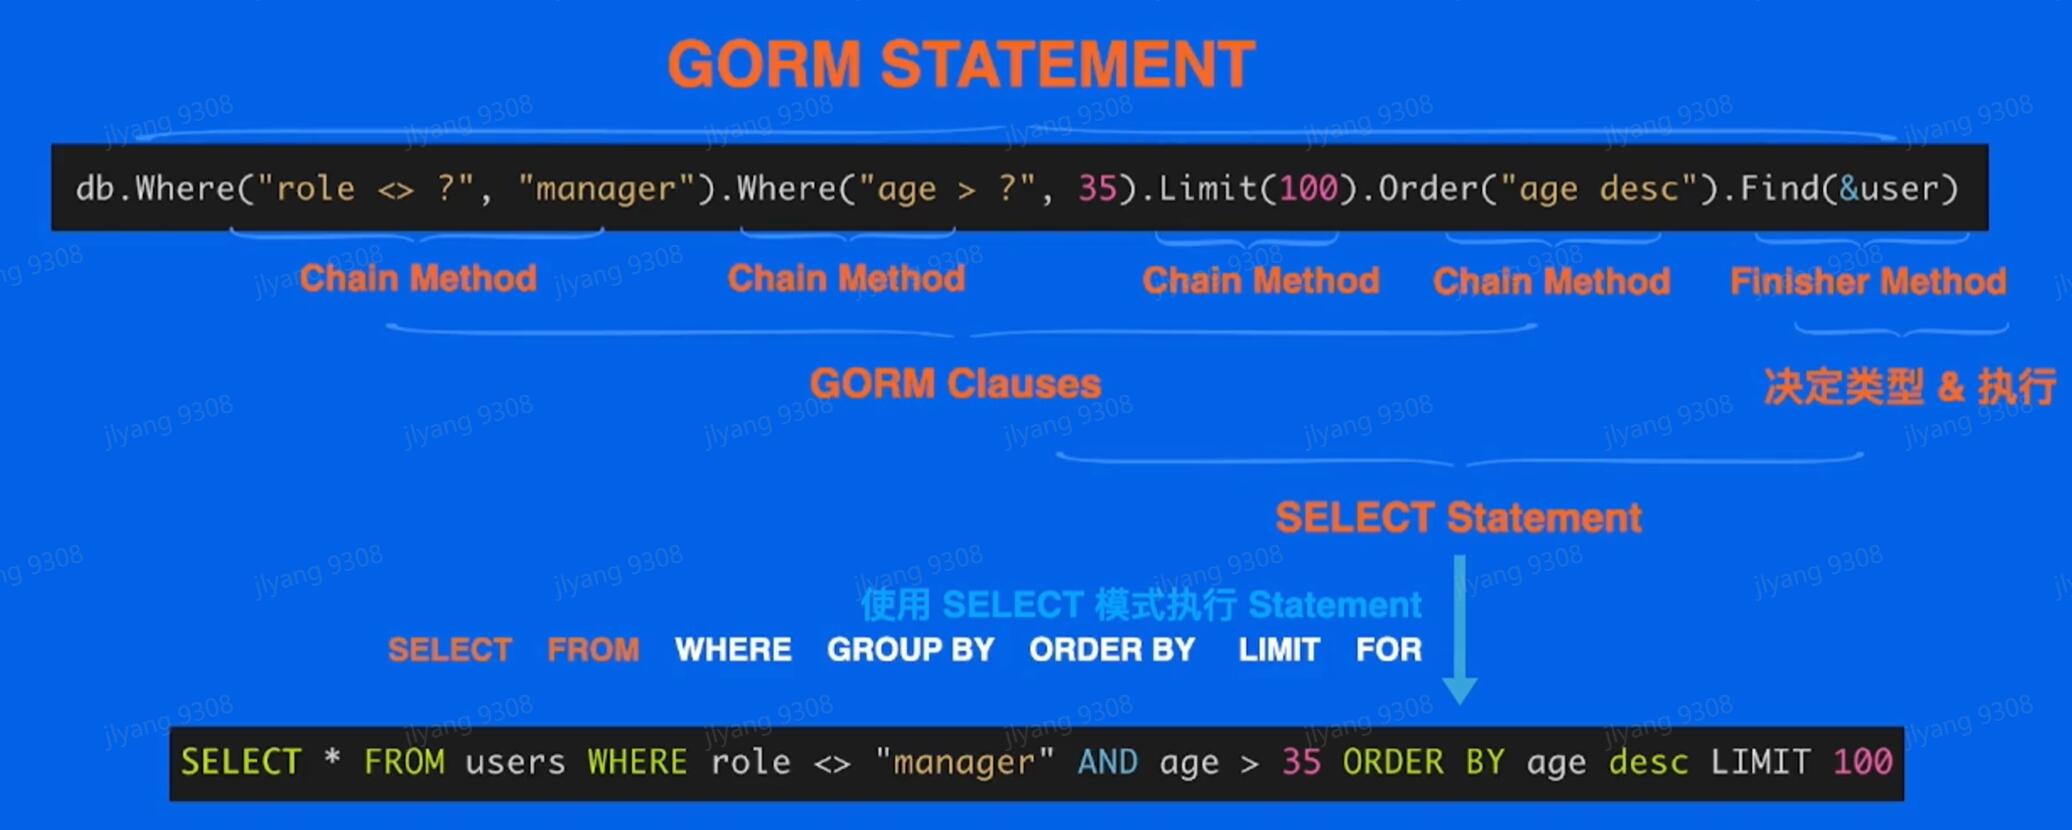 GORM STATEMENT
db.Where("role <> ?", "manager").Where("age > ?", 35).Limit(100).Order("age desc").Find(&user)
Chain Method Chain Method Chain Method Chain Method Finisher Method
GORM Clauses
决定类型 & 执行
SELECT Statement
使用 SELECT 模式执行 Statement
SELECT FROM WHERE GROUP BY ORDER BY LIMIT FOR
SELECT * FROM users WHERE role <> "manager" AND age > 35 ORDER BY age desc LIMIT 100
jlyang 9308